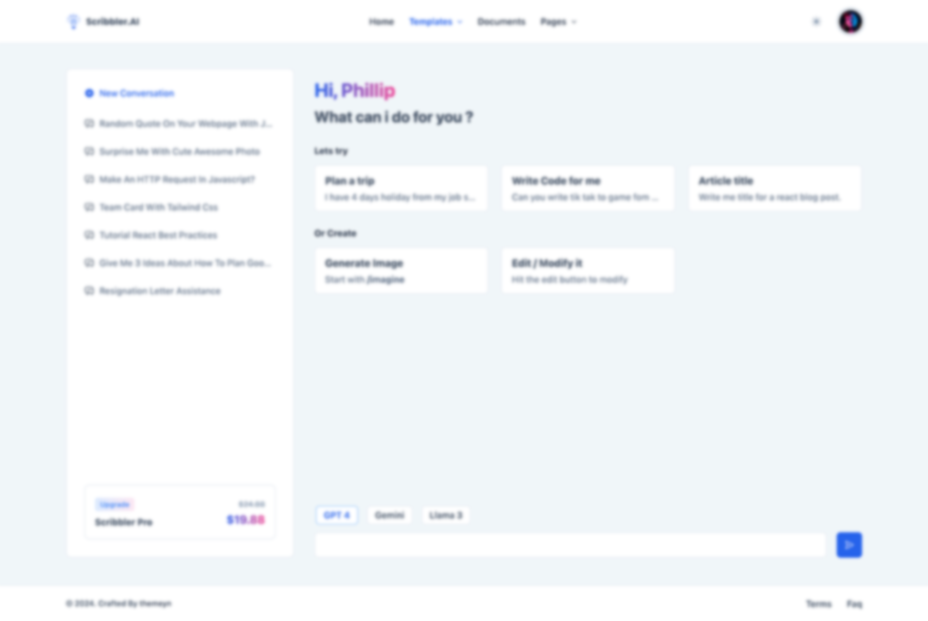 Scribbler.AI
Home Templates Documents Pages
New Conversation
Random Quote On Your Webpage With J...
Surprise Me With Cute Awesome Photo
Make An HTTP Request In Javascript?
Team Card With Tailwind Css
Tutorial React Best Practices
Give Me 3 Ideas About How To Plan Goo...
Resignation Letter Assistance
Upgrade
Scribbler Pro
$19.88
Hi, Phillip
What can i do for you ?
Lets try
Plan a trip
I have 4 days holiday from my job s...
Write Code for me
Can you write tik tak to game form ...
Article title
Write me title for a react blog post.
Or Create
Generate Image
Start with /imagine
Edit / Modify it
Hit the edit button to modify
GPT 4 Gemini Llama 3
© 2024. Crafted By themeyn
Terms Faq